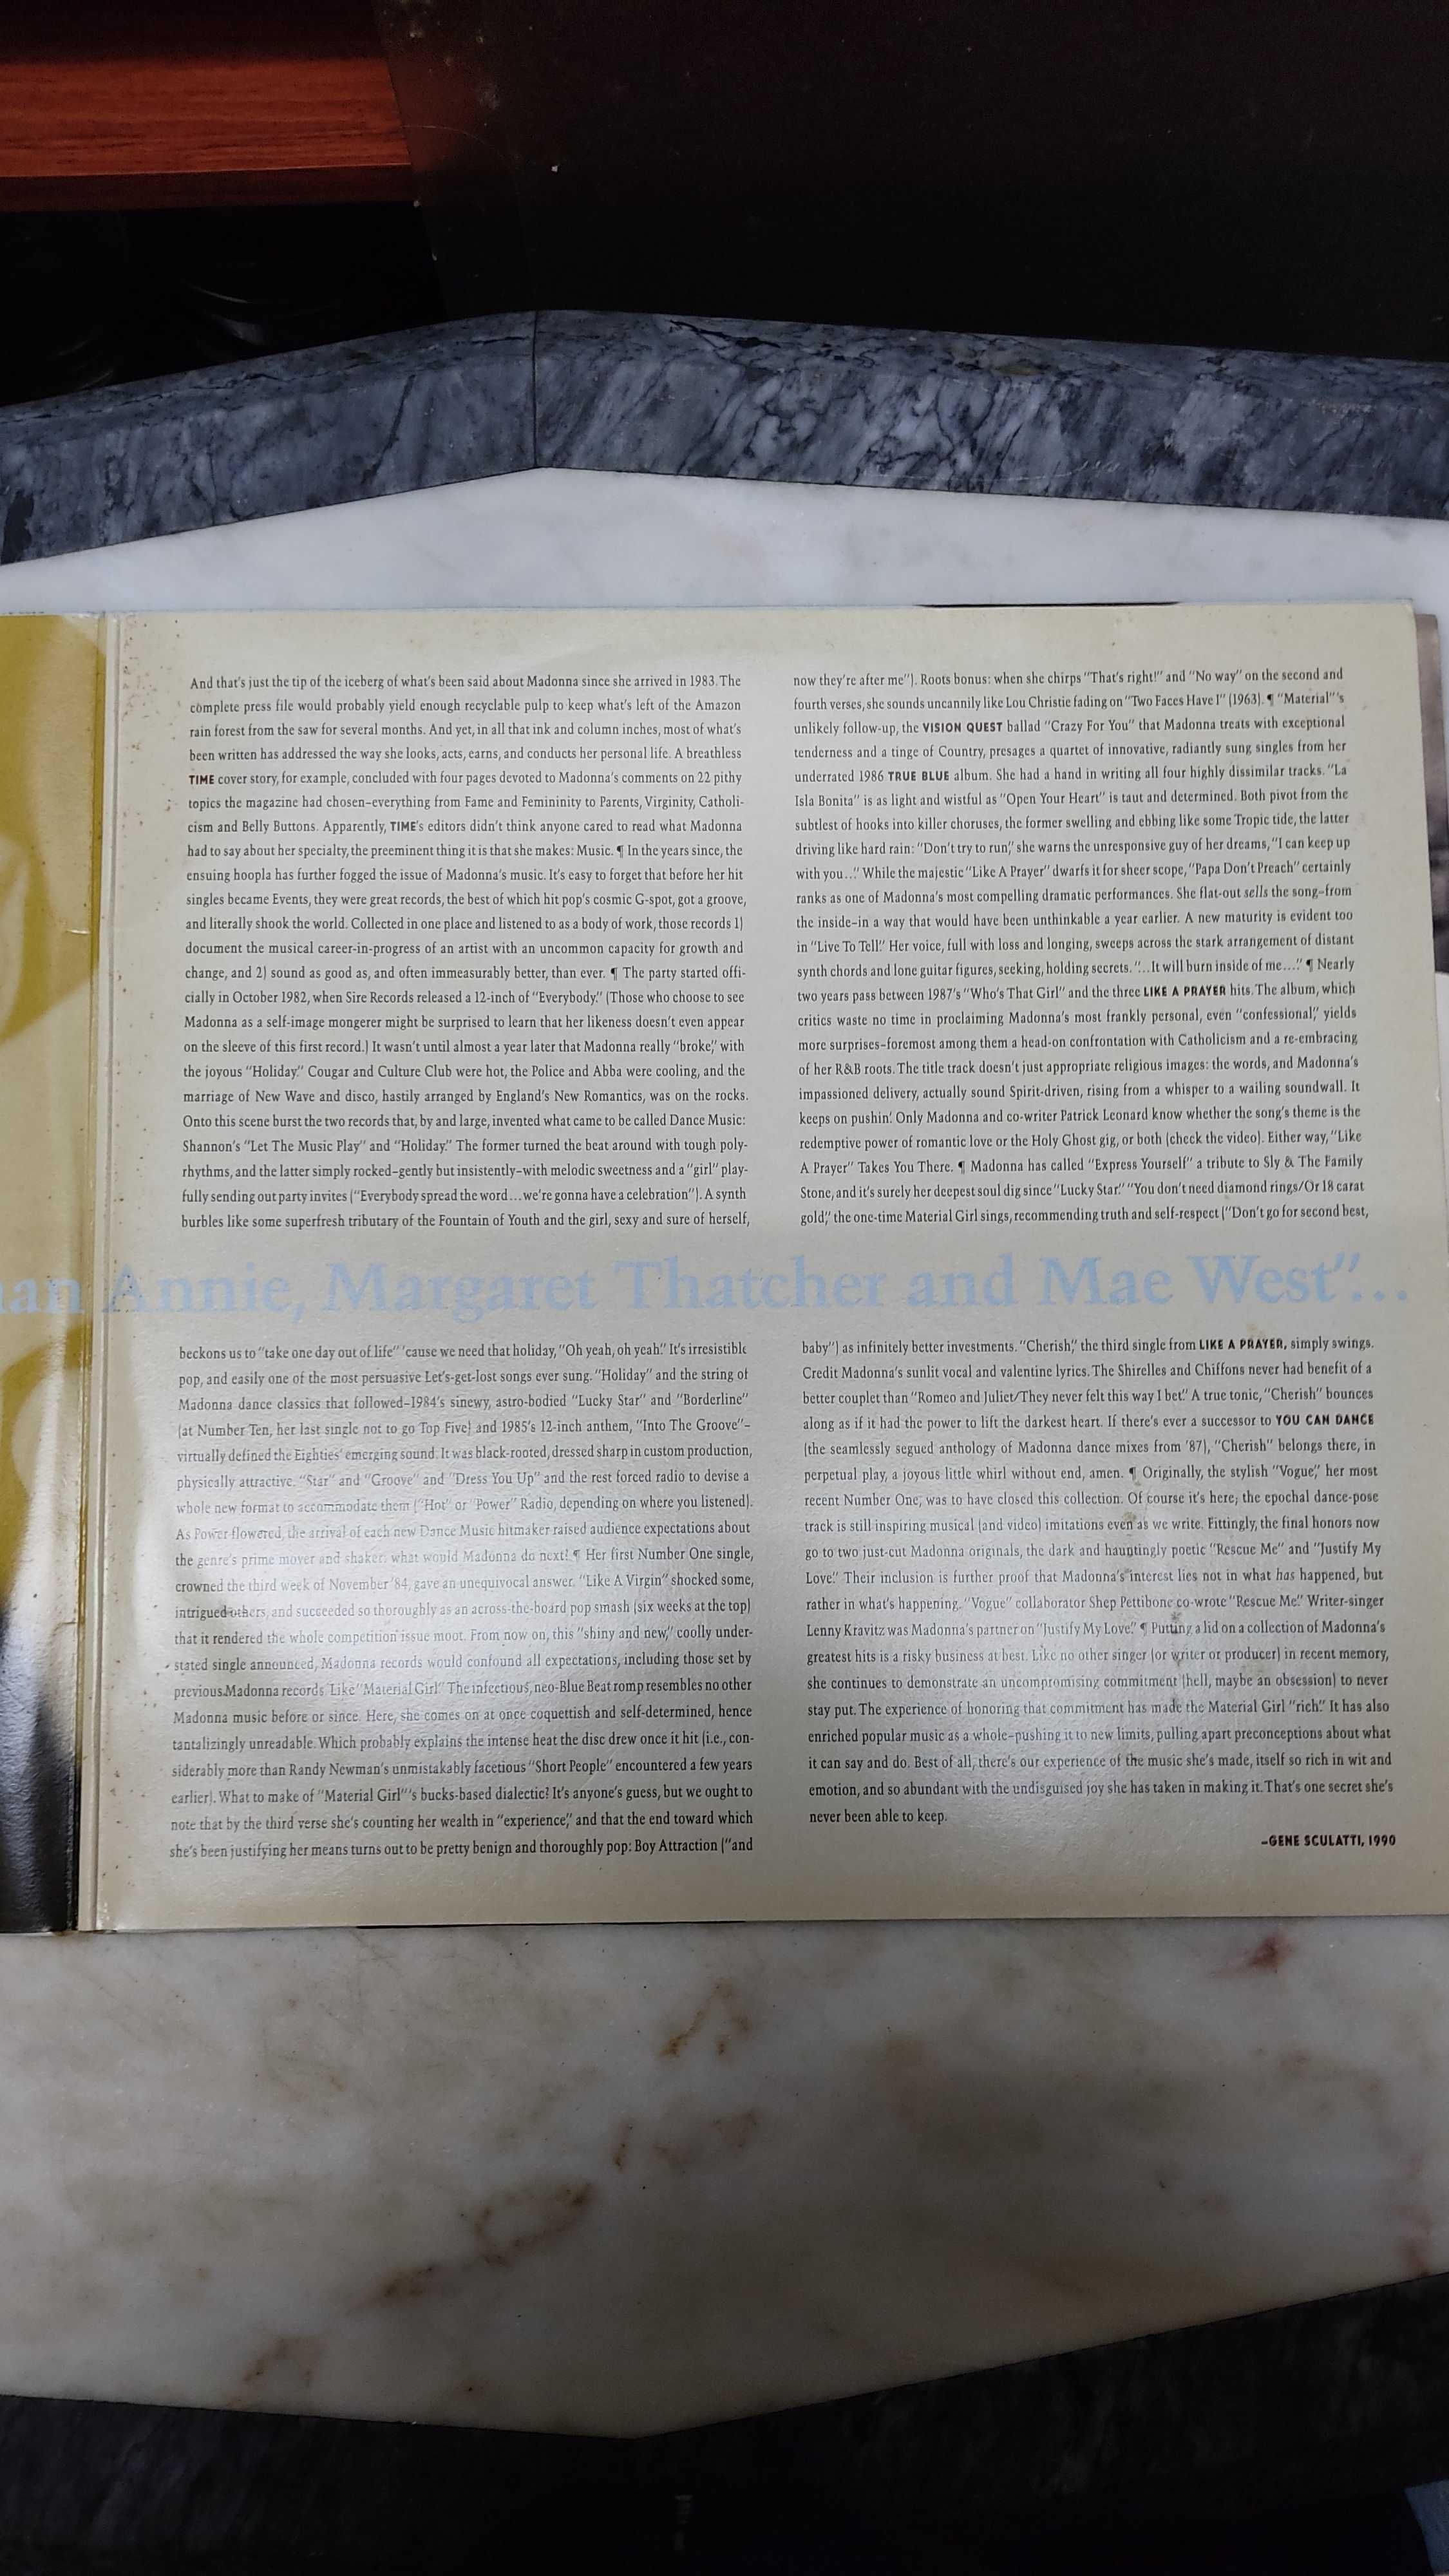 And that's just the tip of the iceberg of what's been said about Madonna since she arrived in 1983. The
complete press file would probably yield enough recyclable pulp to keep what's left of the Amazon
rain forest from the saw for several months. And yet, in all that ink and column inches, most of what's
been written has addressed the way she looks, acts, earns, and conducts her personal life. A breathless
TIME cover story, for example, concluded with four pages devoted to Madonna's comments on 22 pithy
topics the magazine had chosen–everything from Fame and Femininity to Parents, Virginity, Catholi-
cism and Belly Buttons. Apparently, TIME's editors didn't think anyone cared to read what Madonna
had to say about her specialty, the preeminent thing it is that she makes: Music. ¶ In the years since, the
ensuing hoopla has further fogged the issue of Madonna's music. It's easy to forget that before her hit
singles became Events, they were great records, the best of which hit pop's cosmic G-spot, got a groove,
and literally shook the world. Collected in one place and listened to as a body of work, those records 1)
document the musical career-in-progress of an artist with an uncommon capacity for growth and
change, and 2) sound as good as, and often immeasurably better, than ever. ¶ The party started offi-
cially in October 1982, when Sire Records released a 12-inch of "Everybody." (Those who choose to see
Madonna as a self-image mongerer might be surprised to learn that her likeness doesn't even appear
on the sleeve of this first record.) It wasn't until almost a year later that Madonna really "broke," with
the joyous "Holiday." Cougar and Culture Club were hot, the Police and Abba were cooling, and the
marriage of New Wave and disco, hastily arranged by England's New Romantics, was on the rocks.
Onto this scene burst the two records that, by and large, invented what came to be called Dance Music:
Shannon's "Let The Music Play" and "Holiday." The former turned the beat around with tough poly-
rhythms, and the latter simply rocked–gently but insistently–with melodic sweetness and a "girl" play-
fully sending out party invites ("Everybody spread the word...we're gonna have a celebration"). A synth
burbles like some superfresh tributary of the Fountain of Youth and the girl, sexy and sure of herself,
an Annie, Margaret Thatcher and Mae West"...
beckons us to "take one day out of life" 'cause we need that holiday, "Oh yeah, oh yeah." It's irresistible
pop, and easily one of the most persuasive Let's-get-lost songs ever sung. "Holiday" and the string of
Madonna dance classics that followed–1984's sinewy, astro-bodied "Lucky Star" and "Borderline"
(at Number Ten, her last single not to go Top Five) and 1985's 12-inch anthem, "Into The Groove"–
virtually defined the Eighties' emerging sound. It was black-rooted, dressed sharp in custom production,
physically attractive. "Star" and "Groove" and "Dress You Up" and the rest forced radio to devise a
whole new format to accommodate them ("Hot" or "Power" Radio, depending on where you listened).
As Power flowered, the arrival of each new Dance Music hitmaker raised audience expectations about
the genre's prime mover and shaker: what would Madonna do next? ¶ Her first Number One single,
crowned the third week of November '84, gave an unequivocal answer. "Like A Virgin" shocked some,
intrigued others, and succeeded so thoroughly as an across-the-board pop smash (six weeks at the top)
that it rendered the whole competition issue moot. From now on, this "shiny and new," coolly under-
stated single announced, Madonna records would confound all expectations, including those set by
previous Madonna records. Like "Material Girl." The infectious, neo-Blue Beat romp resembles no other
Madonna music before or since. Here, she comes on at once coquettish and self-determined, hence
tantalizingly unreadable. Which probably explains the intense heat the disc drew once it hit (i.e., con-
siderably more than Randy Newman's unmistakably facetious "Short People" encountered a few years
earlier). What to make of "Material Girl"'s bucks-based dialectic? It's anyone's guess, but we ought to
note that by the third verse she's counting her wealth in "experience," and that the end toward which
she's been justifying her means turns out to be pretty benign and thoroughly pop: Boy Attraction ("and
now they're after me"). Roots bonus: when she chirps "That's right!" and "No way" on the second and
fourth verses, she sounds uncannily like Lou Christie fading on "Two Faces Have I" (1963). ¶ "Material"'s
unlikely follow-up, the VISION QUEST ballad "Crazy For You" that Madonna treats with exceptional
tenderness and a tinge of Country, presages a quartet of innovative, radiantly sung singles from her
underrated 1986 TRUE BLUE album. She had a hand in writing all four highly dissimilar tracks. "La
Isla Bonita" is as light and wistful as "Open Your Heart" is taut and determined. Both pivot from the
subtlest of hooks into killer choruses, the former swelling and ebbing like some Tropic tide, the latter
driving like hard rain: "Don't try to run," she warns the unresponsive guy of her dreams, "I can keep up
with you..." While the majestic "Like A Prayer" dwarfs it for sheer scope, "Papa Don't Preach" certainly
ranks as one of Madonna's most compelling dramatic performances. She flat-out sells the song–from
the inside–in a way that would have been unthinkable a year earlier. A new maturity is evident too
in "Live To Tell." Her voice, full with loss and longing, sweeps across the stark arrangement of distant
synth chords and lone guitar figures, seeking, holding secrets. "...It will burn inside of me...." ¶ Nearly
two years pass between 1987's "Who's That Girl" and the three LIKE A PRAYER hits. The album, which
critics waste no time in proclaiming Madonna's most frankly personal, even "confessional," yields
more surprises–foremost among them a head-on confrontation with Catholicism and a re-embracing
of her R&B roots. The title track doesn't just appropriate religious images: the words, and Madonna's
impassioned delivery, actually sound Spirit-driven, rising from a whisper to a wailing soundwall. It
keeps on pushin'. Only Madonna and co-writer Patrick Leonard know whether the song's theme is the
redemptive power of romantic love or the Holy Ghost gig, or both (check the video). Either way, "Like
A Prayer" Takes You There. ¶ Madonna has called "Express Yourself" a tribute to Sly & The Family
Stone, and it's surely her deepest soul dig since "Lucky Star." "You don't need diamond rings/Or 18 carat
gold," the one-time Material Girl sings, recommending truth and self-respect ("Don't go for second best,
baby") as infinitely better investments. "Cherish," the third single from LIKE A PRAYER, simply swings.
Credit Madonna's sunlit vocal and valentine lyrics. The Shirelles and Chiffons never had benefit of a
better couplet than "Romeo and Juliet/They never felt this way I bet." A true tonic, "Cherish" bounces
along as if it had the power to lift the darkest heart. If there's ever a successor to YOU CAN DANCE
(the seamlessly segued anthology of Madonna dance mixes from '87), "Cherish" belongs there, in
perpetual play, a joyous little whirl without end, amen. ¶ Originally, the stylish "Vogue," her most
recent Number One, was to have closed this collection. Of course it's here; the epochal dance-pose
track is still inspiring musical (and video) imitations even as we write. Fittingly, the final honors now
go to two just-cut Madonna originals, the dark and hauntingly poetic "Rescue Me" and "Justify My
Love." Their inclusion is further proof that Madonna's interest lies not in what has happened, but
rather in what's happening. "Vogue" collaborator Shep Pettibone co-wrote "Rescue Me." Writer-singer
Lenny Kravitz was Madonna's partner on "Justify My Love." ¶ Putting a lid on a collection of Madonna's
greatest hits is a risky business at best. Like no other singer (or writer or producer) in recent memory,
she continues to demonstrate an uncompromising commitment (hell, maybe an obsession) to never
stay put. The experience of honoring that commitment has made the Material Girl "rich." It has also
enriched popular music as a whole–pushing it to new limits, pulling apart preconceptions about what
it can say and do. Best of all, there's our experience of the music she's made, itself so rich in wit and
emotion, and so abundant with the undisguised joy she has taken in making it. That's one secret she's
never been able to keep.
–GENE SCULATTI, 1990